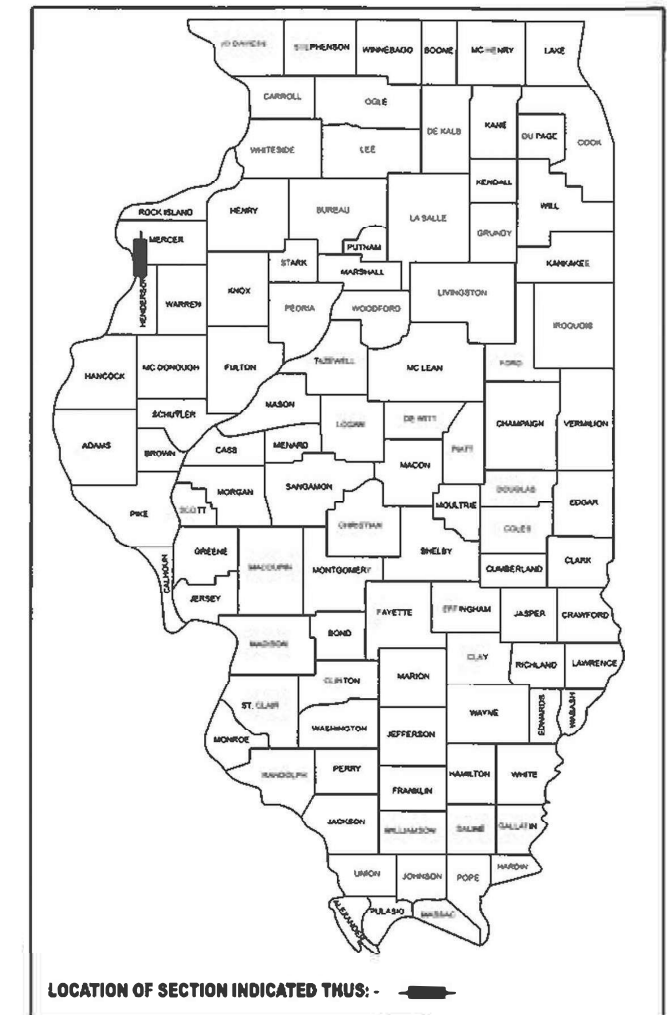 JO DAVIESS STEPHENSON WINNEBAGO BOONE MC HENRY LAKE
CARROLL OGLE DE KALB KANE DU PAGE COOK
WHITESIDE LEE KENDALL WILL
ROCK ISLAND HENRY BUREAU LA SALLE GRUNDY
MERCER PUTNAM KANKAKEE
STARK MARSHALL
HENDERSON WARREN KNOX PEORIA WOODFORD LIVINGSTON IROQUOIS
HANCOCK MC DONOUGH FULTON TAZEWELL MC LEAN FORD
SCHUYLER MASON LOGAN DE WITT CHAMPAIGN VERMILION
ADAMS BROWN CASS MENARD MACON PIATT
PIKE SCOTT MORGAN SANGAMON MOULTRIE DOUGLAS EDGAR
CHRISTIAN COLES
CALHOUN GREENE MACOUPIN MONTGOMERY SHELBY CUMBERLAND CLARK
JERSEY FAYETTE EFFINGHAM JASPER CRAWFORD
MADISON BOND
CLINTON MARION CLAY RICHLAND LAWRENCE
ST. CLAIR WAYNE EDWARDS WABASH
MONROE WASHINGTON JEFFERSON
RANDOLPH PERRY FRANKLIN HAMILTON WHITE
JACKSON WILLIAMSON SALINE GALLATIN
UNION JOHNSON POPE HARDIN
ALEXANDER PULASKI MASSAC
LOCATION OF SECTION INDICATED THUS: -